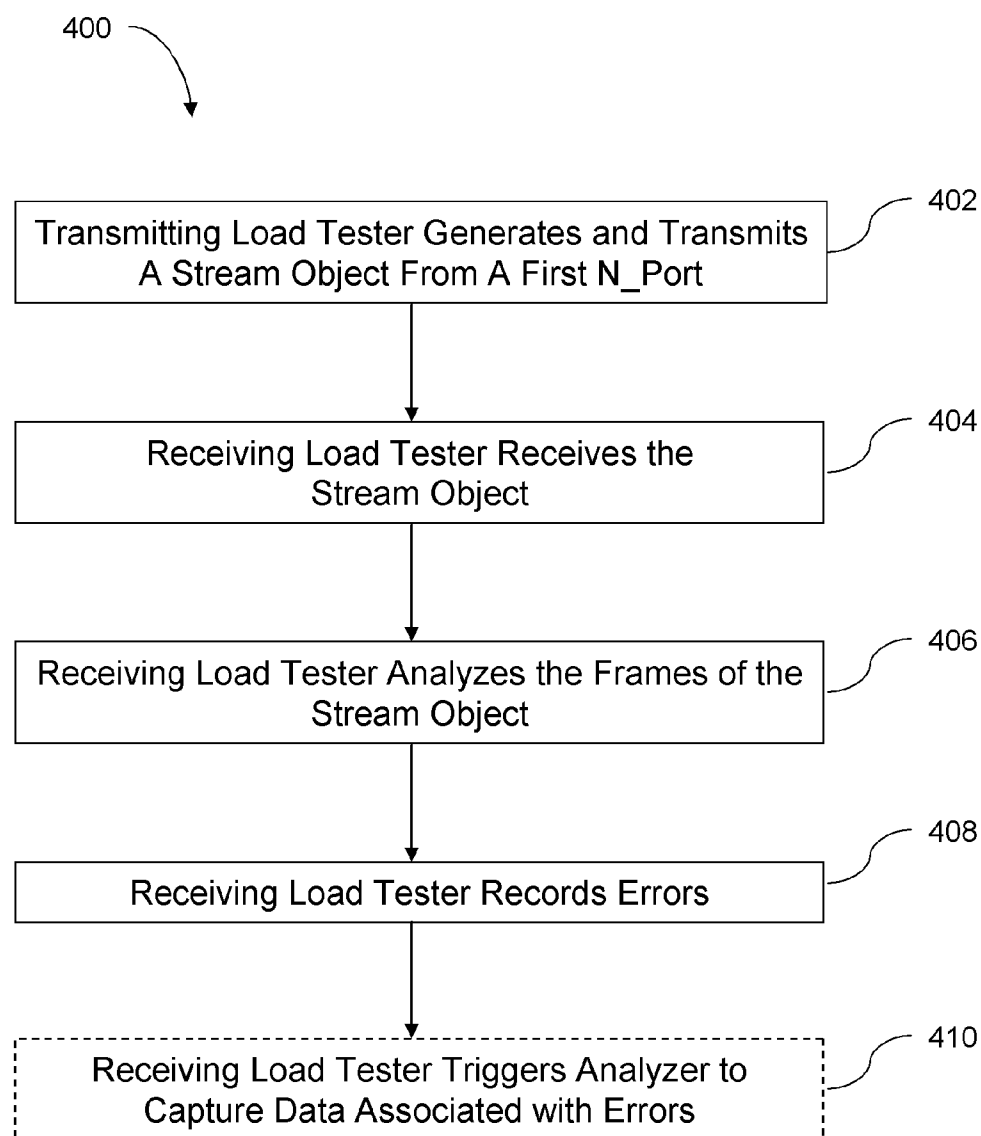 400
402
Transmitting Load Tester Generates and Transmits
A Stream Object From A First N_Port
404
Receiving Load Tester Receives the
Stream Object
406
Receiving Load Tester Analyzes the Frames of the
Stream Object
408
Receiving Load Tester Records Errors
410
Receiving Load Tester Triggers Analyzer to
Capture Data Associated with Errors